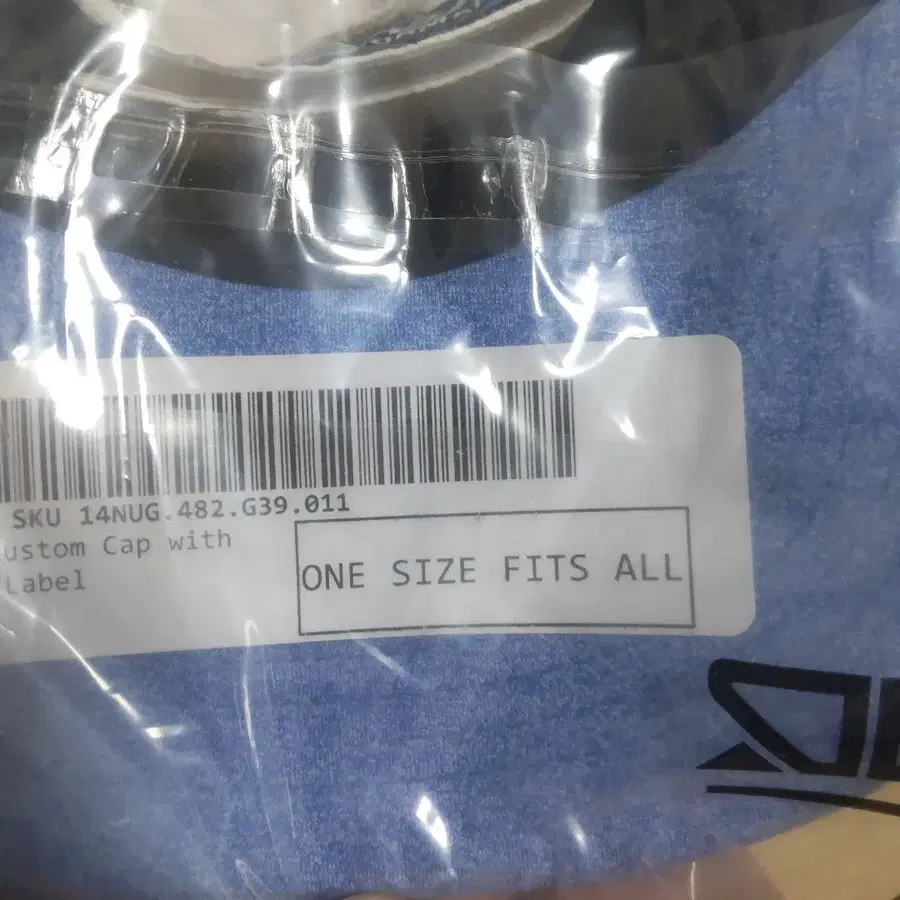 SKU 14NUG.482.G39.011
ustom Cap with
Label
ONE SIZE FITS ALL